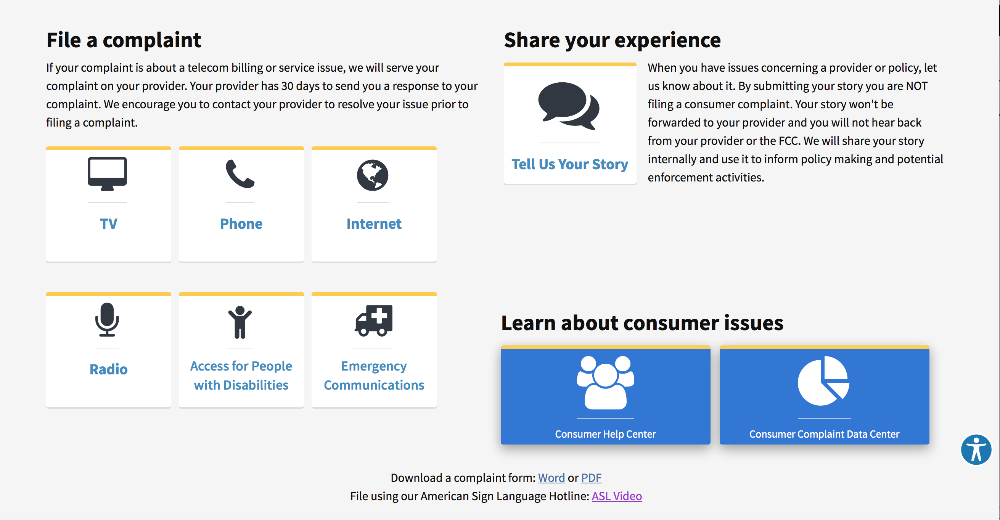 File a complaint
If your complaint is about a telecom billing or service issue, we will serve your
complaint on your provider. Your provider has 30 days to send you a response to your
complaint. We encourage you to contact your provider to resolve your issue prior to
filing a complaint.
TV
Phone
Internet
Radio
Access for People
with Disabilities
Emergency
Communications
Share your experience
Tell Us Your Story
When you have issues concerning a provider or policy, let
us know about it. By submitting your story you are NOT
filing a consumer complaint. Your story won't be
forwarded to your provider and you will not hear back
from your provider or the FCC. We will share your story
internally and use it to inform policy making and potential
enforcement activities.
Learn about consumer issues
Consumer Help Center
Consumer Complaint Data Center
Download a complaint form: Word or PDF
File using our American Sign Language Hotline: ASL Video